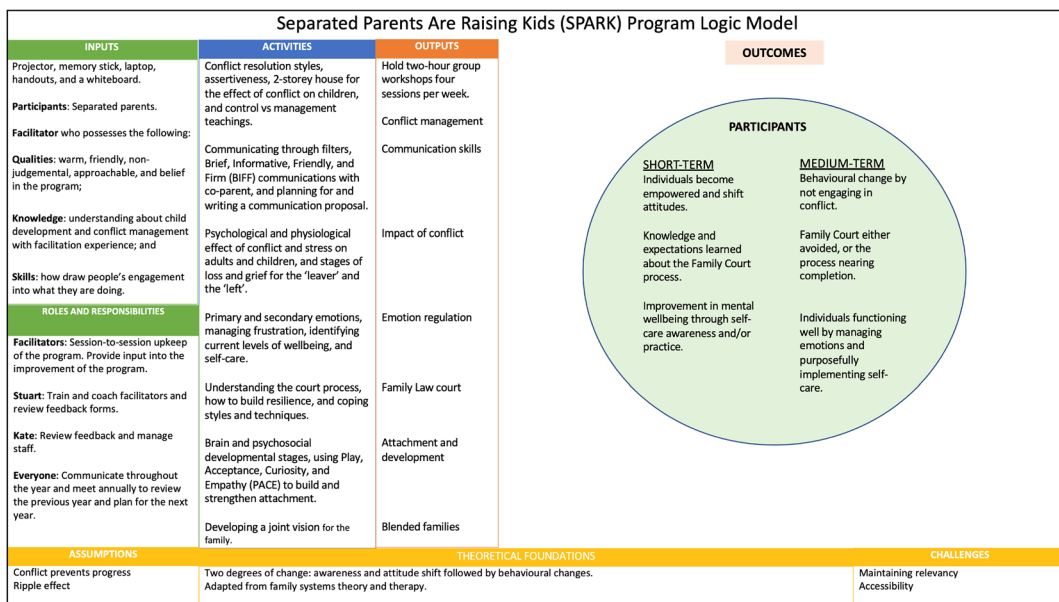 Separated Parents Are Raising Kids (SPARK) Program Logic Model
INPUTS
Projector, memory stick, laptop,
handouts, and a whiteboard.
Participants: Separated parents.
Facilitator who possesses the following:
Qualities: warm, friendly, non-
judgemental, approachable, and belief
in the program;
Knowledge: understanding about child
development and conflict management
with facilitation experience; and
Skills: how draw people's engagement
into what they are doing.
ROLES AND RESPONSIBILITIES
Facilitators: Session-to-session upkeep
of the program. Provide input into the
improvement of the program.
Stuart: Train and coach facilitators and
review feedback forms.
Kate: Review feedback and manage
staff.
Everyone: Communicate throughout
the year and meet annually to review
the previous year and plan for the next
year.
ACTIVITIES
Conflict resolution styles,
assertiveness, 2-storey house for
the effect of conflict on children,
and control vs management
teachings.
Communicating through filters,
Brief, Informative, Friendly, and
Firm (BIFF) communications with
co-parent, and planning for and
writing a communication proposal.
Psychological and physiological
effect of conflict and stress on
adults and children, and stages of
loss and grief for the 'leaver' and
the 'left'.
Primary and secondary emotions,
managing frustration, identifying
current levels of wellbeing, and
self-care.
Understanding the court process,
how to build resilience, and coping
styles and techniques.
Brain and psychosocial
developmental stages, using Play,
Acceptance, Curiosity, and
Empathy (PACE) to build and
strengthen attachment.
Developing a joint vision for the
family.
OUTPUTS
Hold two-hour group
workshops four
sessions per week.
Conflict management
Communication skills
Impact of conflict
Emotion regulation
Family Law court
Attachment and
development
Blended families
OUTCOMES
PARTICIPANTS
SHORT-TERM
Individuals become
empowered and shift
attitudes.
Knowledge and
expectations learned
about the Family Court
process.
Improvement in mental
wellbeing through self-
care awareness and/or
practice.
MEDIUM-TERM
Behavioural change by
not engaging in
conflict.
Family Court either
avoided, or the
process nearing
completion.
Individuals functioning
well by managing
emotions and
purposefully
implementing self-
care.
ASSUMPTIONS
Conflict prevents progress
Ripple effect
THEORETICAL FOUNDATIONS
Two degrees of change: awareness and attitude shift followed by behavioural changes.
Adapted from family systems theory and therapy.
CHALLENGES
Maintaining relevancy
Accessibility